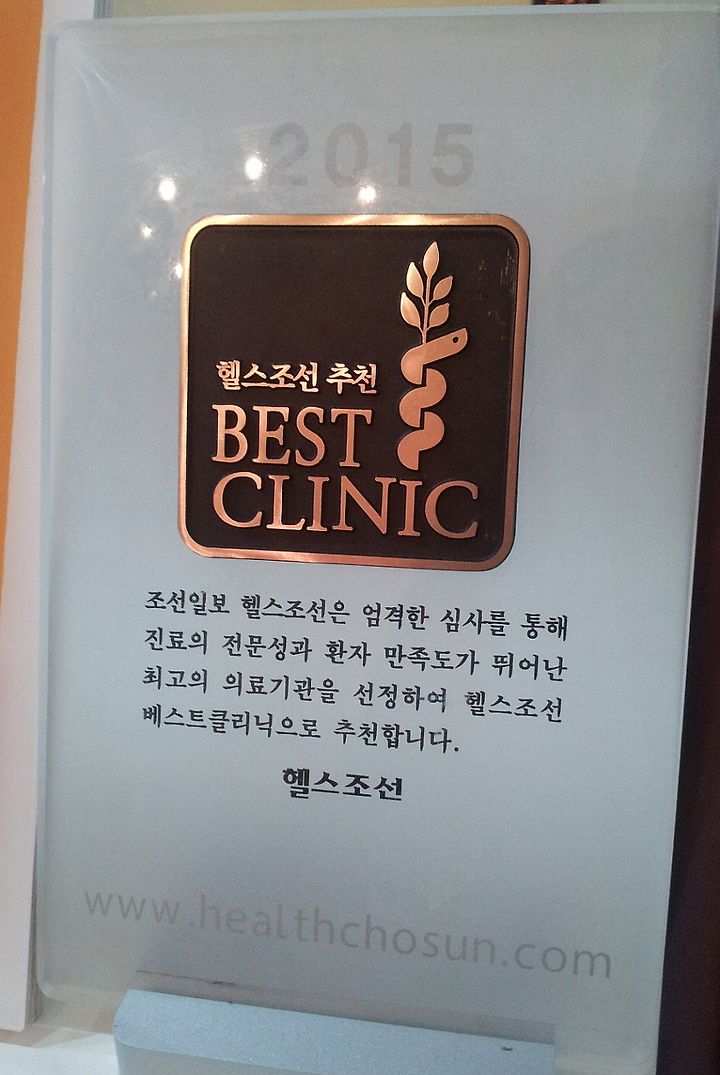 2015
헬스조선 추천
BEST
CLINIC
조선일보 헬스조선은 엄격한 심사를 통해
진료의 전문성과 환자 만족도가 뛰어난
최고의 의료기관을 선정하여 헬스조선
베스트클리닉으로 추천합니다.
헬스조선
www.healthchosun.com